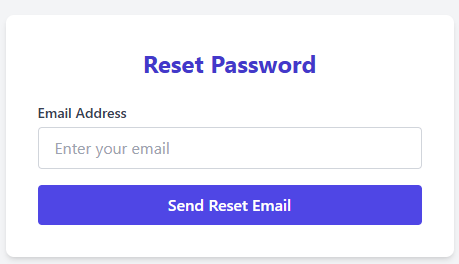 Reset Password
Email Address
Enter your email
Send Reset Email